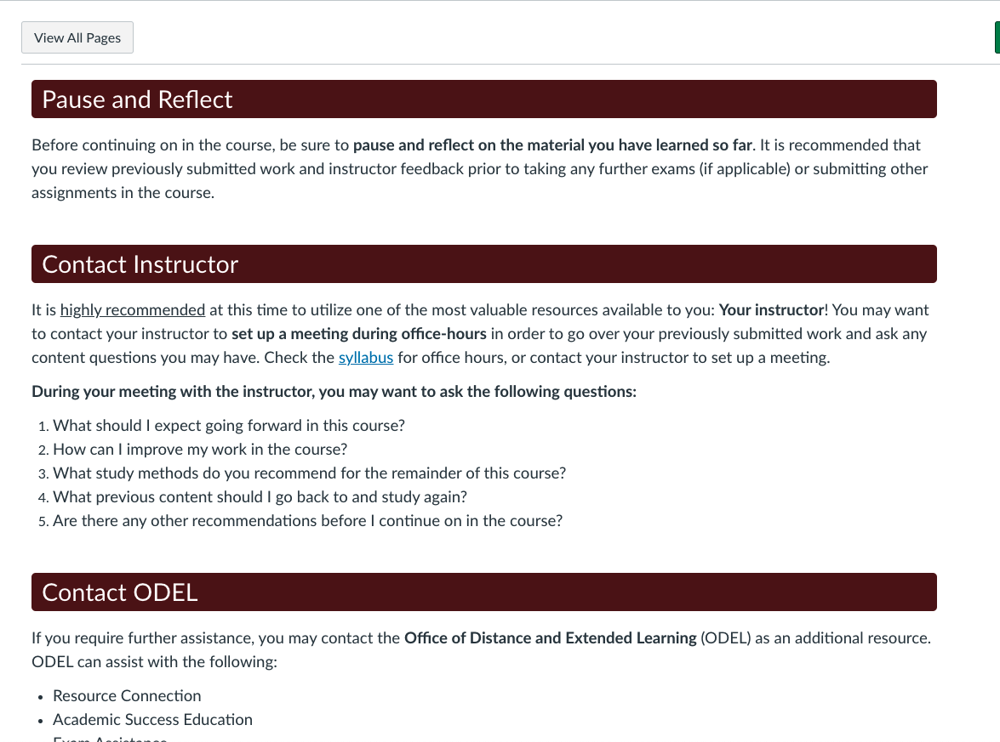 View All Pages
Pause and Reflect
Before continuing on in the course, be sure to pause and reflect on the material you have learned so far. It is recommended that
you review previously submitted work and instructor feedback prior to taking any further exams (if applicable) or submitting other
assignments in the course.
Contact Instructor
It is highly recommended at this time to utilize one of the most valuable resources available to you: Your instructor! You may want
to contact your instructor to set up a meeting during office-hours in order to go over your previously submitted work and ask any
content questions you may have. Check the syllabus for office hours, or contact your instructor to set up a meeting.
During your meeting with the instructor, you may want to ask the following questions:
1. What should I expect going forward in this course?
2. How can I improve my work in the course?
3. What study methods do you recommend for the remainder of this course?
4. What previous content should I go back to and study again?
5. Are there any other recommendations before I continue on in the course?
Contact ODEL
If you require further assistance, you may contact the Office of Distance and Extended Learning (ODEL) as an additional resource.
ODEL can assist with the following:
• Resource Connection
• Academic Success Education
Exam Assistance